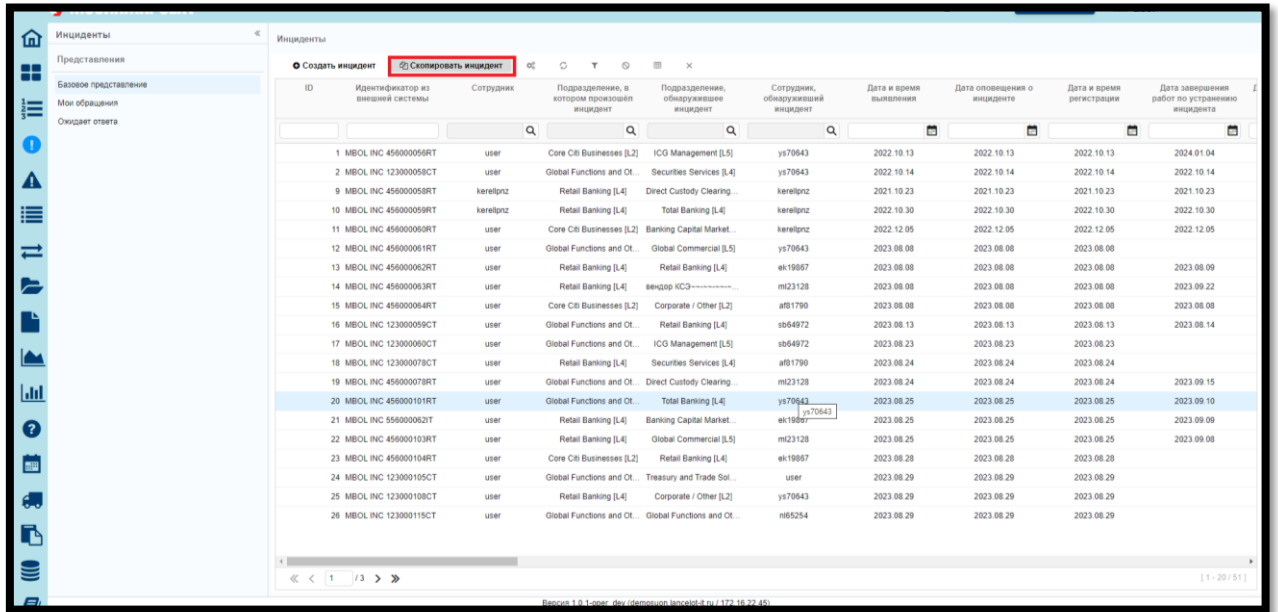 Инциденты «
Инциденты
Представления
Базовое представление
Мои обращения
Ожидает ответа
Создать инцидент Скопировать инцидент
ID Идентификатор из внешней системы Сотрудник Подразделение, в котором произошёл инцидент Подразделение, обнаружившее инцидент Сотрудник, обнаруживший инцидент Дата и время выявления Дата оповещения о инциденте Дата и время регистрации Дата завершения работ по устранению инцидента
1 MBOL INC 456000056RT user Core Citi Businesses [L2] ICG Management [L5] ys70643 2022.10.13 2022.10.13 2022.10.13 2024.01.04
2 MBOL INC 123000058CT user Global Functions and Ot... Securities Services [L4] ys70643 2022.10.14 2022.10.14 2022.10.14 2022.10.14
9 MBOL INC 456000058RT kerellpnz Retail Banking [L4] Direct Custody Clearing... kerellpnz 2021.10.23 2021.10.23 2021.10.23 2021.10.23
10 MBOL INC 456000059RT kerellpnz Retail Banking [L4] Total Banking [L4] kerellpnz 2022.10.30 2022.10.30 2022.10.30 2022.10.30
11 MBOL INC 456000060RT user Core Citi Businesses [L2] Banking Capital Market... kerellpnz 2022.12.05 2022.12.05 2022.12.05 2022.12.05
12 MBOL INC 456000061RT user Global Functions and Ot... Global Commercial [L5] ys70643 2023.08.08 2023.08.08 2023.08.08
13 MBOL INC 456000062RT user Retail Banking [L4] Retail Banking [L4] ek19867 2023.08.08 2023.08.08 2023.08.08 2023.08.09
14 MBOL INC 456000063RT user Retail Banking [L4] вендор КСЭ~~~~~~~~~... ml23128 2023.08.08 2023.08.08 2023.08.08 2023.09.22
15 MBOL INC 456000064RT user Core Citi Businesses [L2] Corporate / Other [L2] af81790 2023.08.08 2023.08.08 2023.08.08 2023.08.08
16 MBOL INC 123000059CT user Global Functions and Ot... Retail Banking [L4] sb64972 2023.08.13 2023.08.13 2023.08.13 2023.08.14
17 MBOL INC 123000060CT user Global Functions and Ot... ICG Management [L5] sb64972 2023.08.23 2023.08.23 2023.08.23
18 MBOL INC 123000078CT user Retail Banking [L4] Securities Services [L4] af81790 2023.08.24 2023.08.24 2023.08.24
19 MBOL INC 456000078RT user Global Functions and Ot... Direct Custody Clearing... ml23128 2023.08.24 2023.08.24 2023.08.24 2023.09.15
20 MBOL INC 456000101RT user Global Functions and Ot... Total Banking [L4] ys70643 2023.08.25 2023.08.25 2023.08.25 2023.09.10
ys70643
21 MBOL INC 556000062IT user Retail Banking [L4] Banking Capital Market... ek19867 2023.08.25 2023.08.25 2023.08.25 2023.09.09
22 MBOL INC 456000103RT user Retail Banking [L4] Global Commercial [L5] ml23128 2023.08.25 2023.08.25 2023.08.25 2023.09.08
23 MBOL INC 456000104RT user Core Citi Businesses [L2] Retail Banking [L4] ek19867 2023.08.28 2023.08.28 2023.08.28
24 MBOL INC 123000105CT user Global Functions and Ot... Treasury and Trade Sol... user 2023.08.29 2023.08.29 2023.08.29
25 MBOL INC 123000108CT user Retail Banking [L4] Corporate / Other [L2] ys70643 2023.08.29 2023.08.29 2023.08.29
26 MBOL INC 123000115CT user Global Functions and Ot... Global Functions and Ot... nl65254 2023.08.29 2023.08.29 2023.08.29
1 / 3 [ 1 - 20 / 51 ]
Версия 1.0.1-oper_dev (demosuon.lancelot-it.ru / 172.16.22.45)